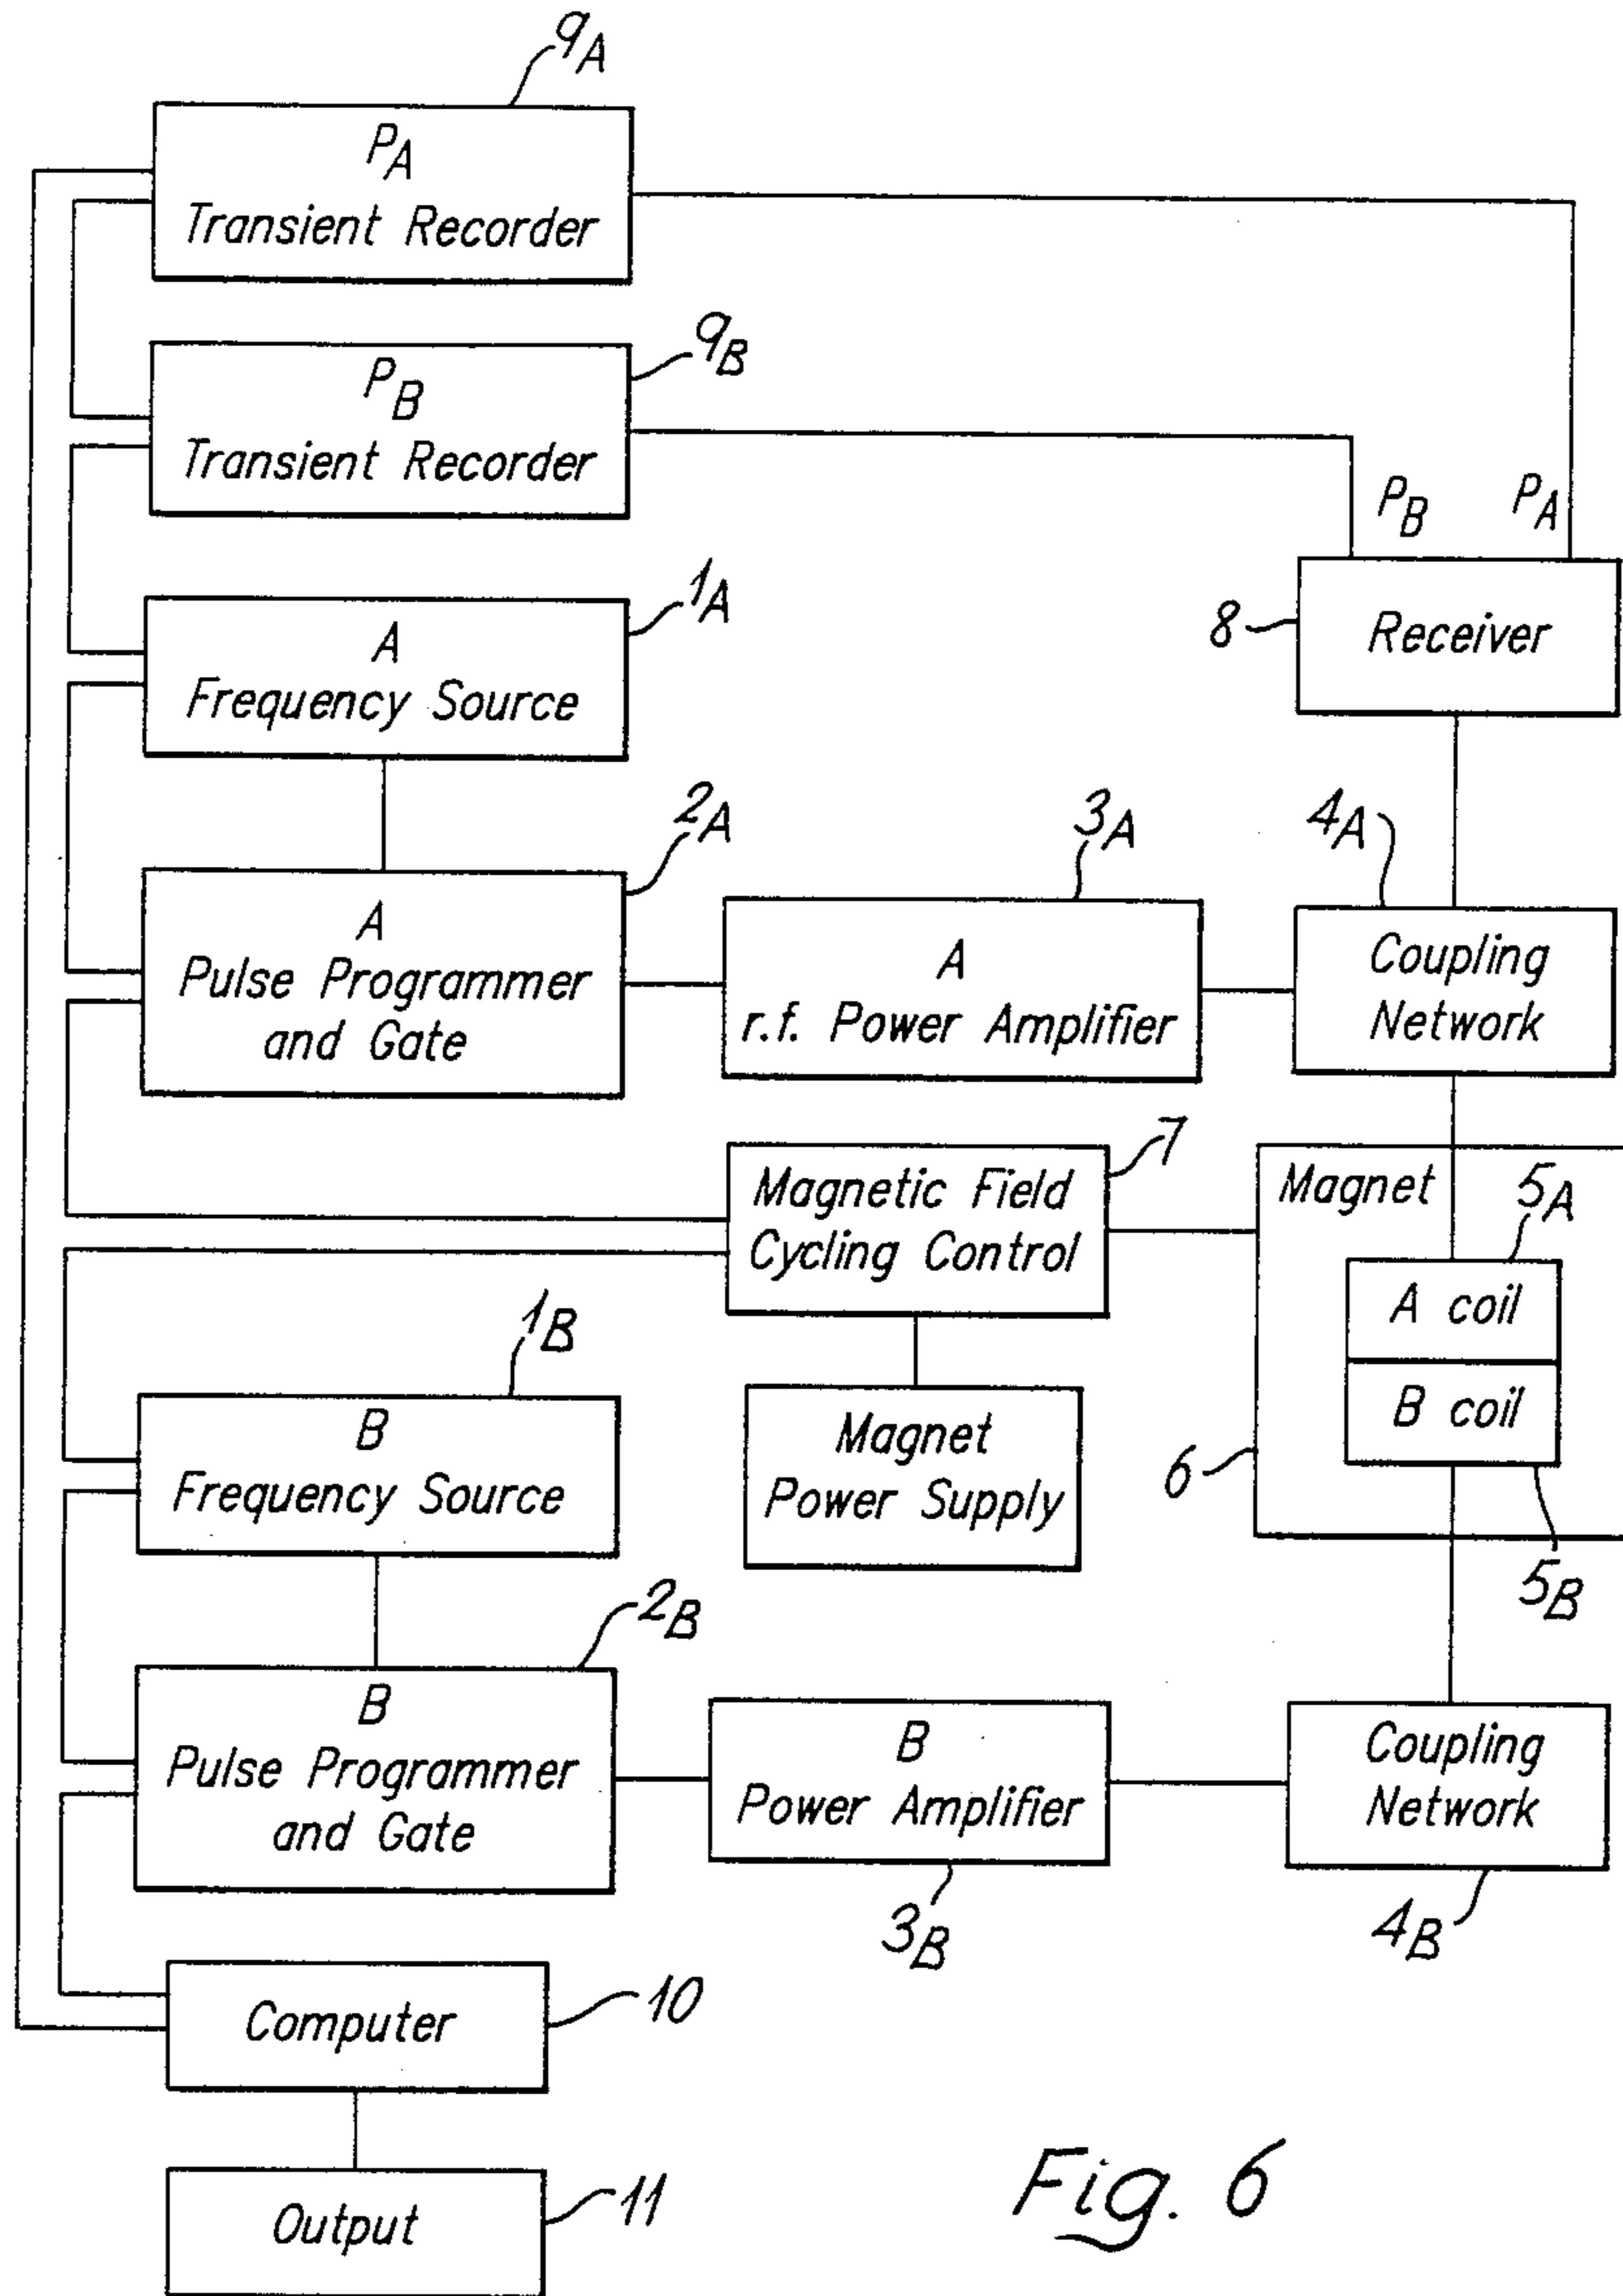 9A
PA
Transient Recorder
9B
PB
Transient Recorder
PB
PA
1A
A
Frequency Source
8
Receiver
2A
A
Pulse Programmer
and Gate
3A
A
r.f. Power Amplifier
4A
Coupling
Network
7
Magnetic Field
Cycling Control
Magnet
5A
A coil
B coil
6
5B
1B
B
Frequency Source
Magnet
Power Supply
2B
B
Pulse Programmer
and Gate
B
Power Amplifier
3B
Coupling
Network
4B
Computer
10
Output
11
Fig. 6